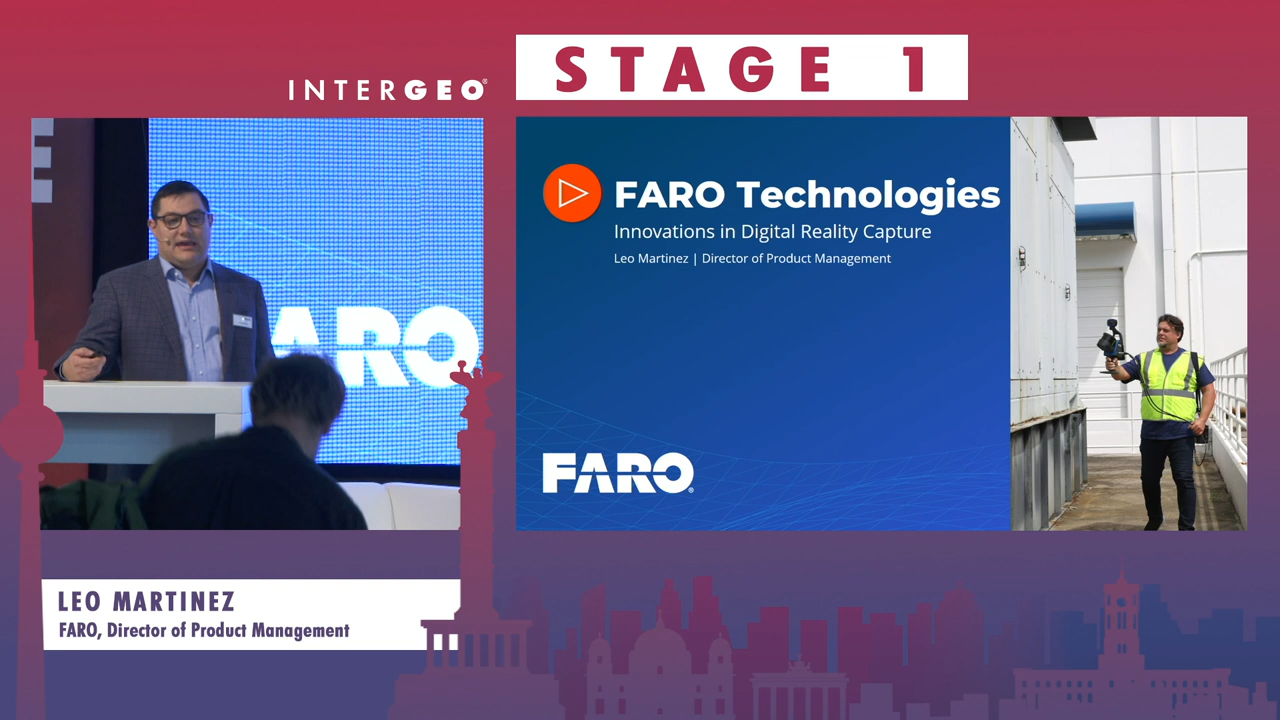 INTERGEO®
STAGE 1
FARO Technologies
Innovations in Digital Reality Capture
Leo Martinez | Director of Product Management
FARO®
ARO
LEO MARTINEZ
FARO, Director of Product Management